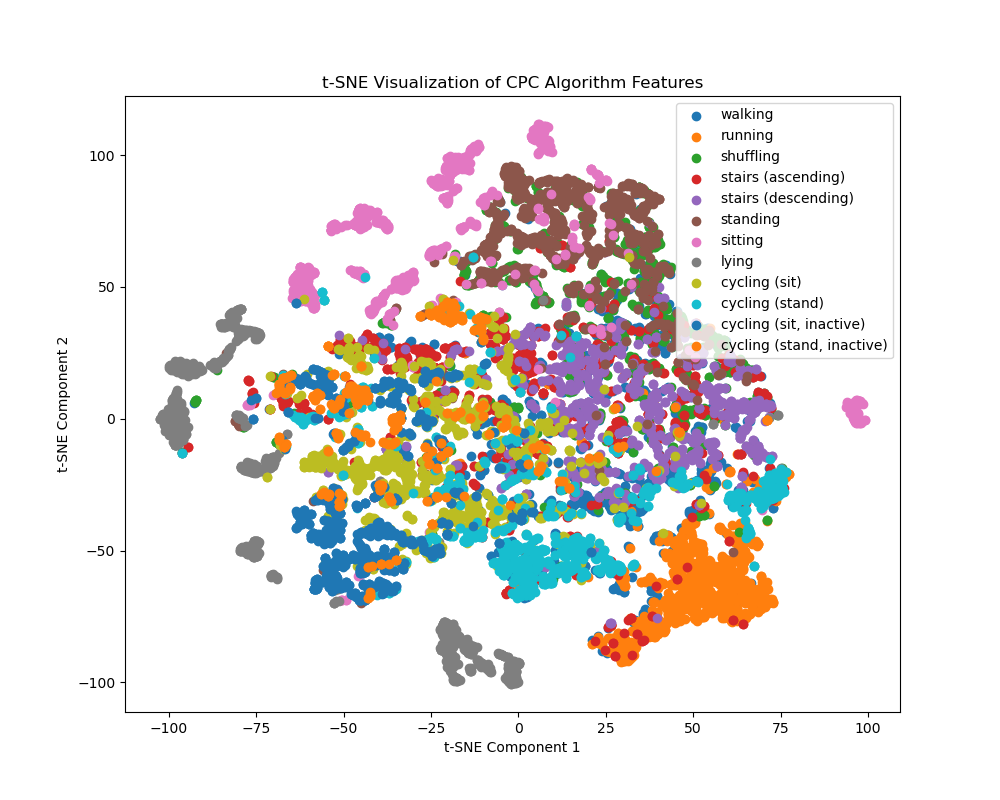 t-SNE Visualization of CPC Algorithm Features
walking
running
shuffling
stairs (ascending)
stairs (descending)
standing
sitting
lying
cycling (sit)
cycling (stand)
cycling (sit, inactive)
cycling (stand, inactive)
t-SNE Component 2
100
50
0
−50
−100
−100
−75
−50
−25
0
25
50
75
100
t-SNE Component 1